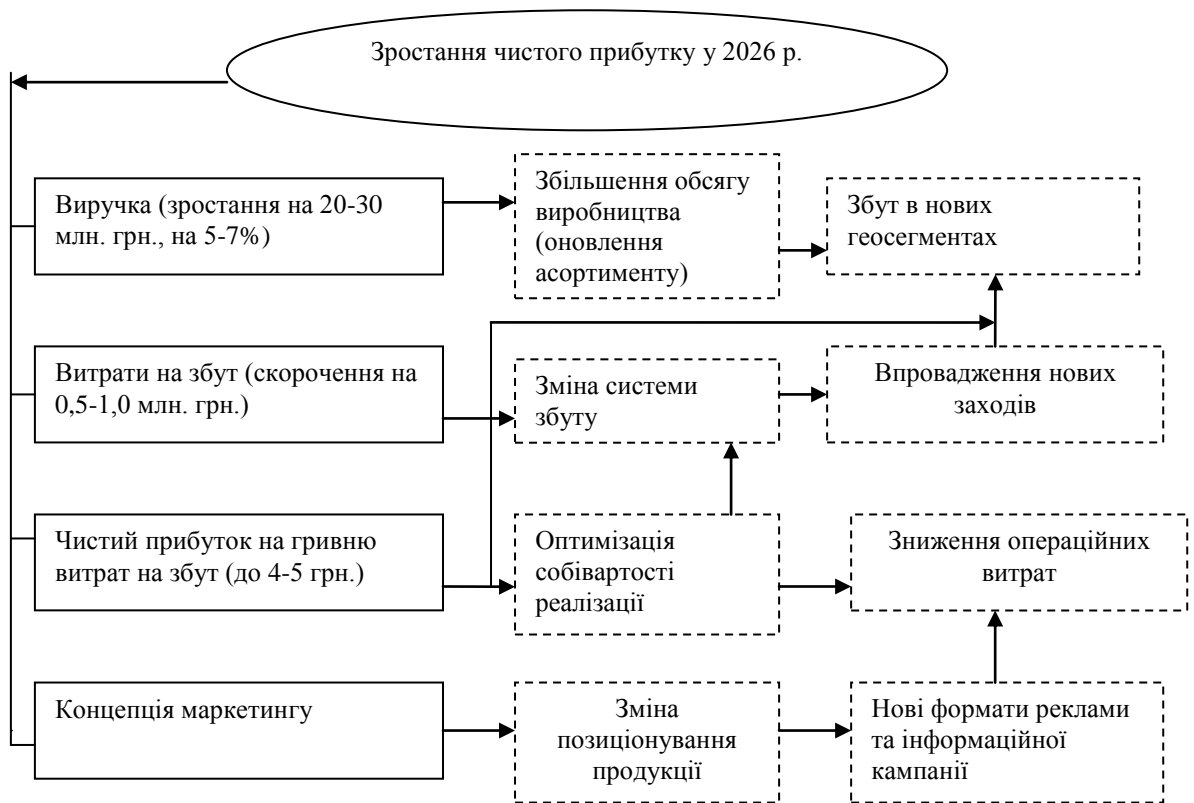 Зростання чистого прибутку у 2026 р.
Виручка (зростання на 20-30
млн. грн., на 5-7%)
Збільшення обсягу
виробництва
(оновлення
асортименту)
Збут в нових
геосегментах
Витрати на збут (скорочення на
0,5-1,0 млн. грн.)
Зміна системи
збуту
Впровадження нових
заходів
Чистий прибуток на гривню
витрат на збут (до 4-5 грн.)
Оптимізація
собівартості
реалізації
Зниження операційних
витрат
Концепція маркетингу
Зміна
позиціонування
продукції
Нові формати реклами
та інформаційної
кампанії